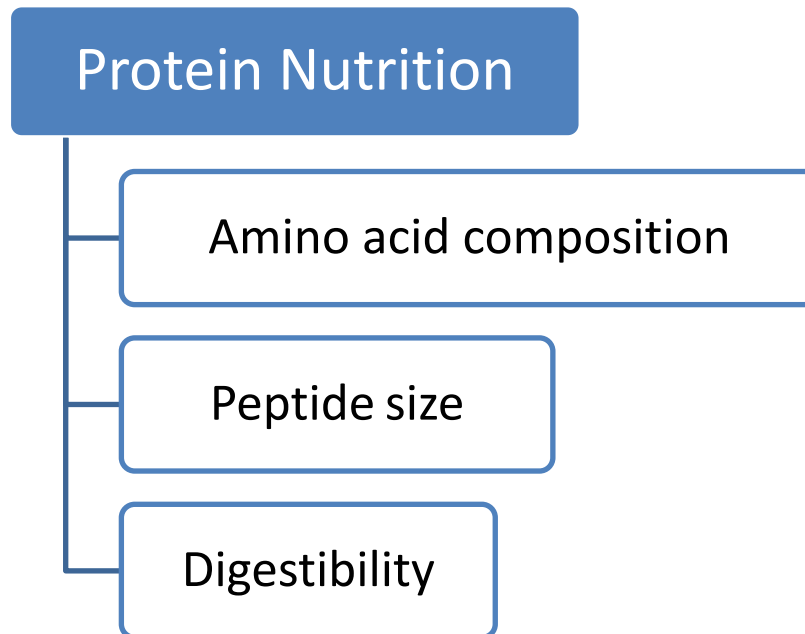 Protein Nutrition
Amino acid composition
Peptide size
Digestibility